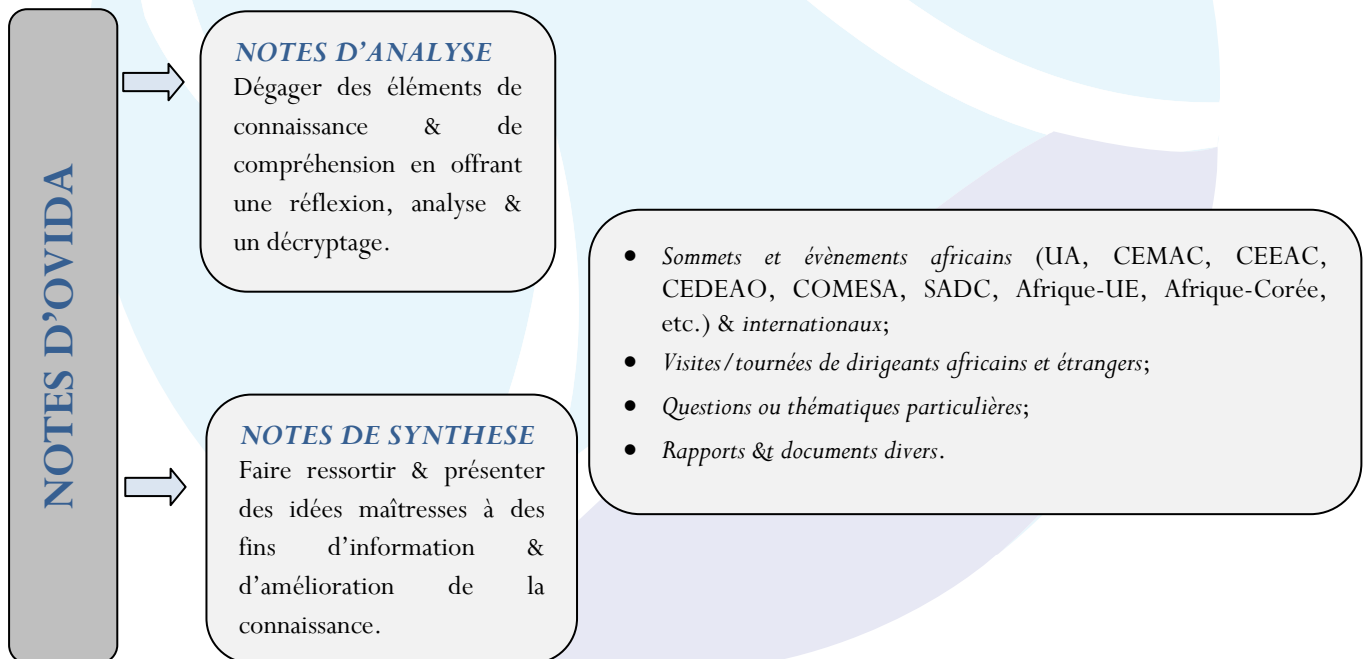 NOTES D’OVIDA
NOTES D’ANALYSE
Dégager des éléments de
connaissance & de
compréhension en offrant
une réflexion, analyse &
un décryptage.
NOTES DE SYNTHESE
Faire ressortir & présenter
des idées maîtresses à des
fins d’information &
d’amélioration de la
connaissance.
• Sommets et évènements africains (UA, CEMAC, CEEAC,
CEDEAO, COMESA, SADC, Afrique-UE, Afrique-Corée,
etc.) & internationaux;
• Visites/tournées de dirigeants africains et étrangers;
• Questions ou thématiques particulières;
• Rapports &t documents divers.